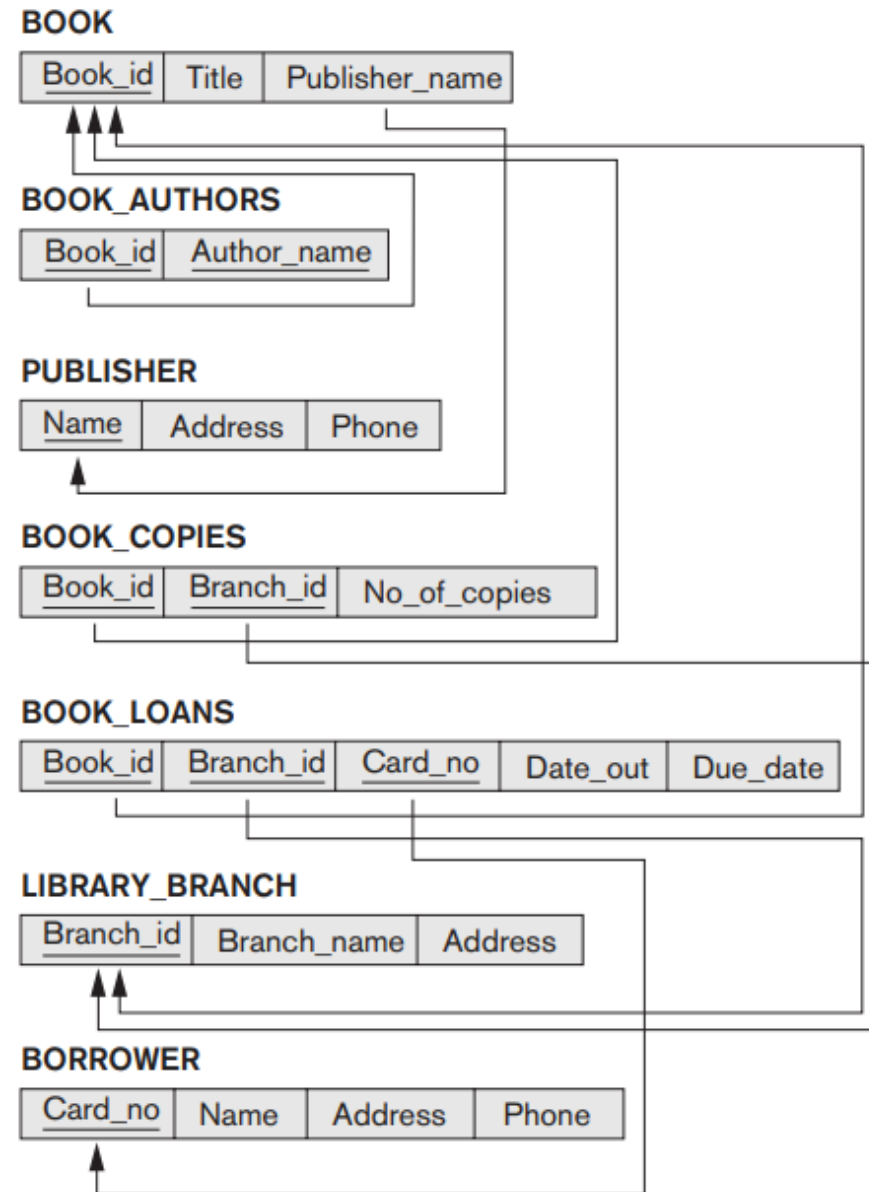 BOOK
Book_id Title Publisher_name
BOOK_AUTHORS
Book_id Author_name
PUBLISHER
Name Address Phone
BOOK_COPIES
Book_id Branch_id No_of_copies
BOOK_LOANS
Book_id Branch_id Card_no Date_out Due_date
LIBRARY_BRANCH
Branch_id Branch_name Address
BORROWER
Card_no Name Address Phone